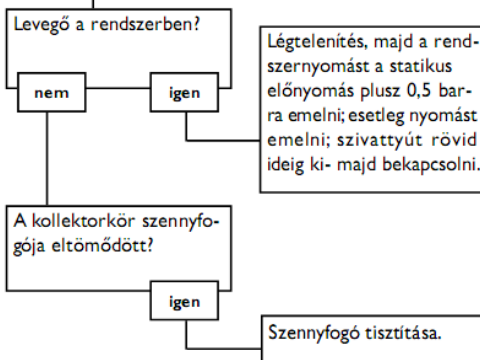 Levegő a rendszerben?
nem
igen
Légtelenítés, majd a rend-
szernyomást a statikus
előnyomás plusz 0,5 bar-
ra emelni; esetleg nyomást
emelni; szivattyút rövid
ideig ki- majd bekapcsolni.
A kollektorkör szennyfo-
gója eltömődött?
igen
Szennyfogó tisztítása.